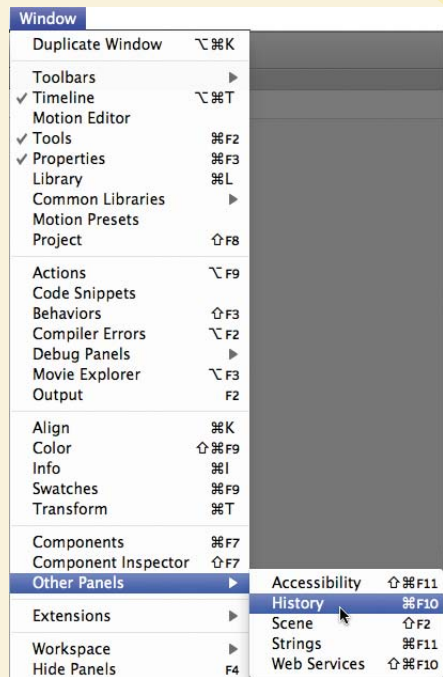 Window
Duplicate Window ⌥⌘K
Toolbars ▶
✓ Timeline ⌥⌘T
Motion Editor
✓ Tools ⌘F2
✓ Properties ⌘F3
Library ⌘L
Common Libraries ▶
Motion Presets
Project ⇧F8
Actions ⌥F9
Code Snippets
Behaviors ⇧F3
Compiler Errors ⌥F2
Debug Panels ▶
Movie Explorer ⌥F3
Output F2
Align ⌘K
Color ⇧⌘F9
Info ⌘I
Swatches ⌘F9
Transform ⌘T
Components ⌘F7
Component Inspector ⇧F7
Other Panels ▶
Extensions ▶
Workspace ▶
Hide Panels F4
Accessibility ⇧⌘F11
History ⌘F10
Scene ⇧F2
Strings ⌘F11
Web Services ⇧⌘F10